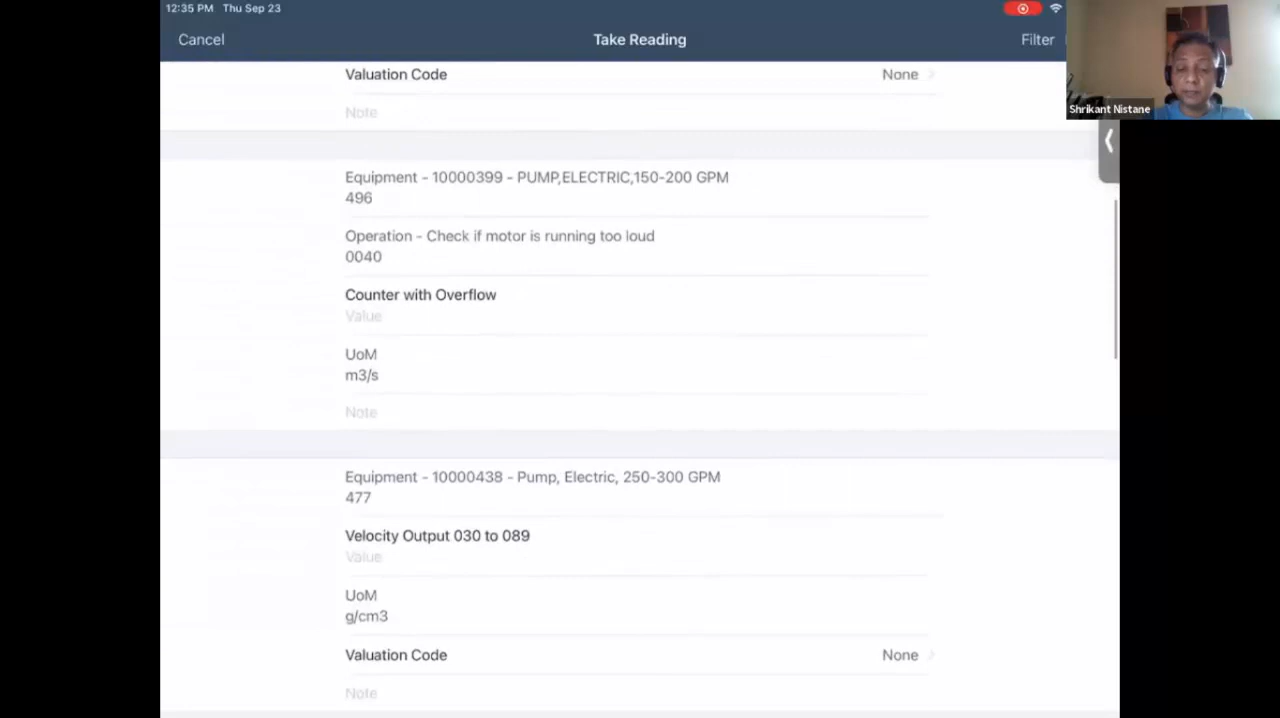 12:35 PM Thu Sep 23
Cancel Take Reading Filter
Shrikant Nistane
Valuation Code None
Note
Equipment - 10000399 - PUMP,ELECTRIC,150-200 GPM
496
Operation - Check if motor is running too loud
0040
Counter with Overflow
Value
UoM
m3/s
Note
Equipment - 10000438 - Pump, Electric, 250-300 GPM
477
Velocity Output 030 to 089
Value
UoM
g/cm3
Valuation Code None
Note